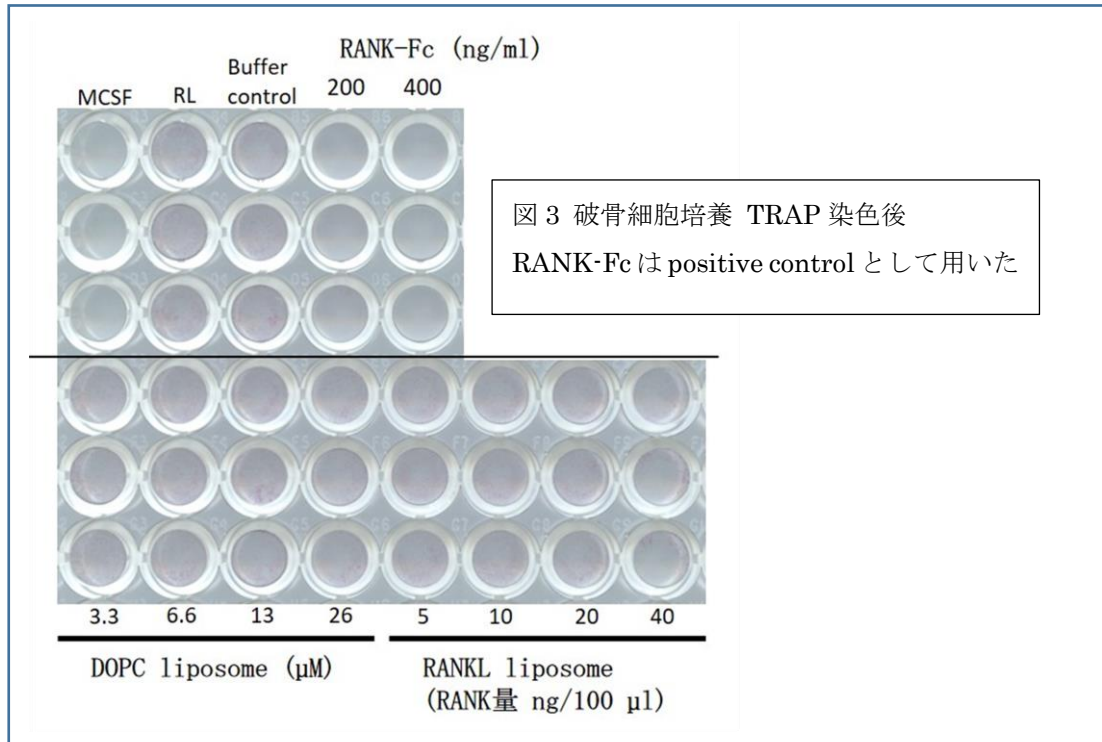 RANK-Fc (ng/ml)
MCSF RL Buffer control 200 400
図3 破骨細胞培養 TRAP 染色後
RANK-Fc は positive control として用いた
3.3 6.6 13 26 5 10 20 40
DOPC liposome (µM)
RANKL liposome
(RANK量 ng/100 µl)